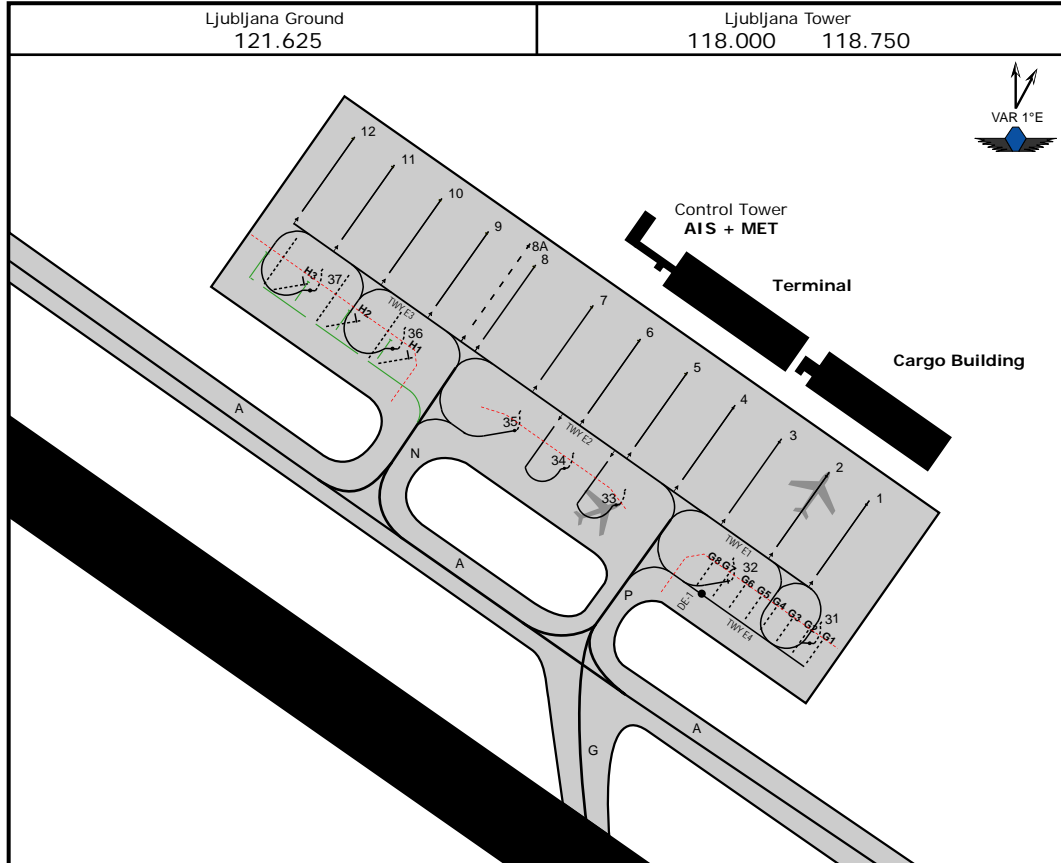 Ljubljana Ground
121.625
Ljubljana Tower
118.000 118.750
VAR 1°E
12
11
10
9
8A
8
7
6
5
4
3
2
1
Control Tower
AIS + MET
Terminal
Cargo Building
H3
37
TWY E3
H2
36
H1
A
N
35
TWY E2
34
33
A
TWY E1
G8
G7
32
G6
G5
G4
G3
G2
G1
31
P
DE-1
TWY E4
A
G